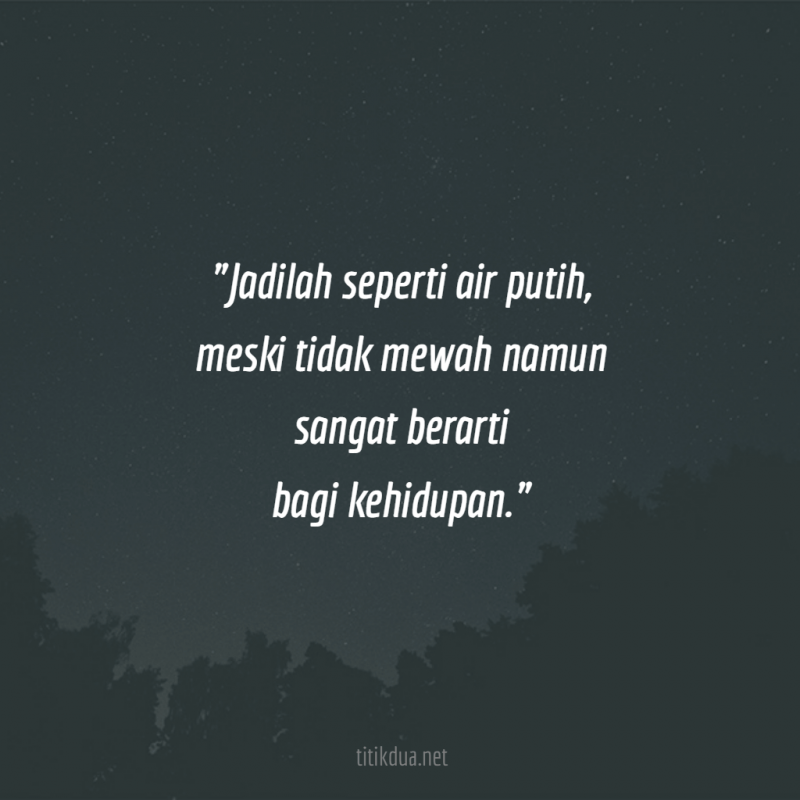 "Jadilah seperti air putih,
meski tidak mewah namun
sangat berarti
bagi kehidupan."
titikdua.net